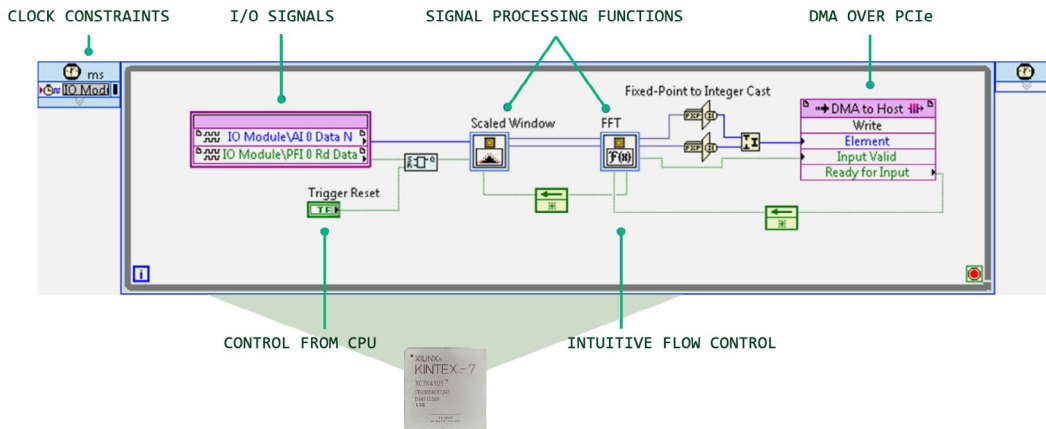 CLOCK CONSTRAINTS
I/O SIGNALS
SIGNAL PROCESSING FUNCTIONS
DMA OVER PCIe
ms
IO Modi
Fixed-Point to Integer Cast
Scaled Window
FFT
DMA to Host
Write
Element
Input Valid
Ready for Input
IO Module\AI 0 Data N
IO Module\PFI 0 Rd Data
S
R
Q
F(x)
FXP
I
FXP
I
Trigger Reset
TF
i
CONTROL FROM CPU
INTUITIVE FLOW CONTROL
XILINX®
KINTEX-7